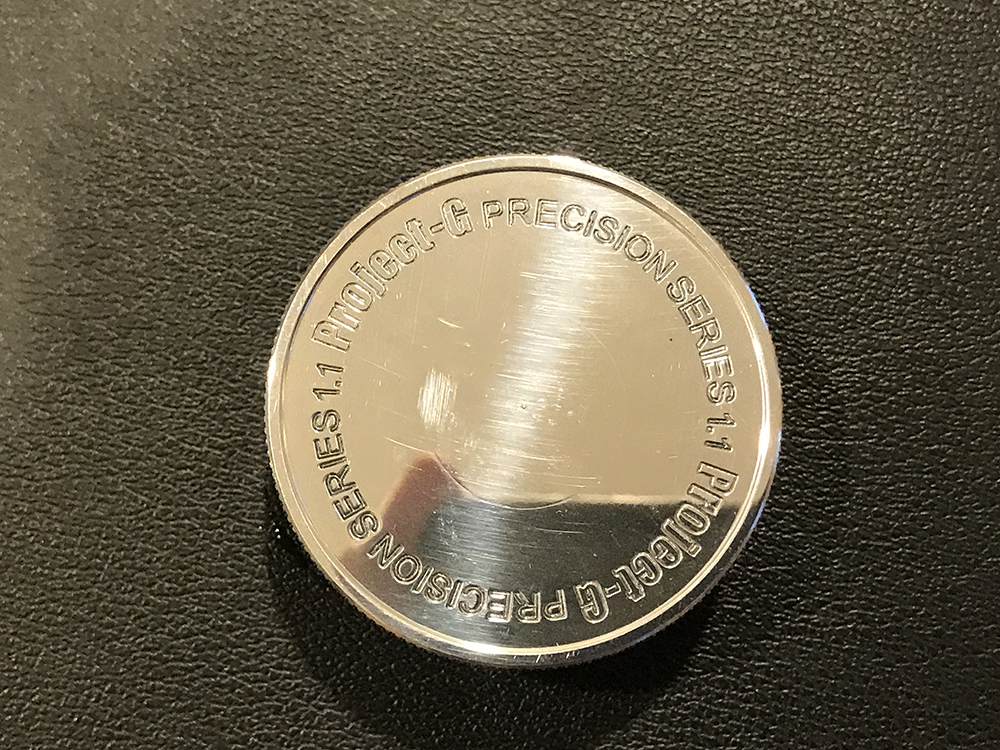 Project-G PRECISION SERIES 1.1 Project-G PRECISION SERIES 1.1